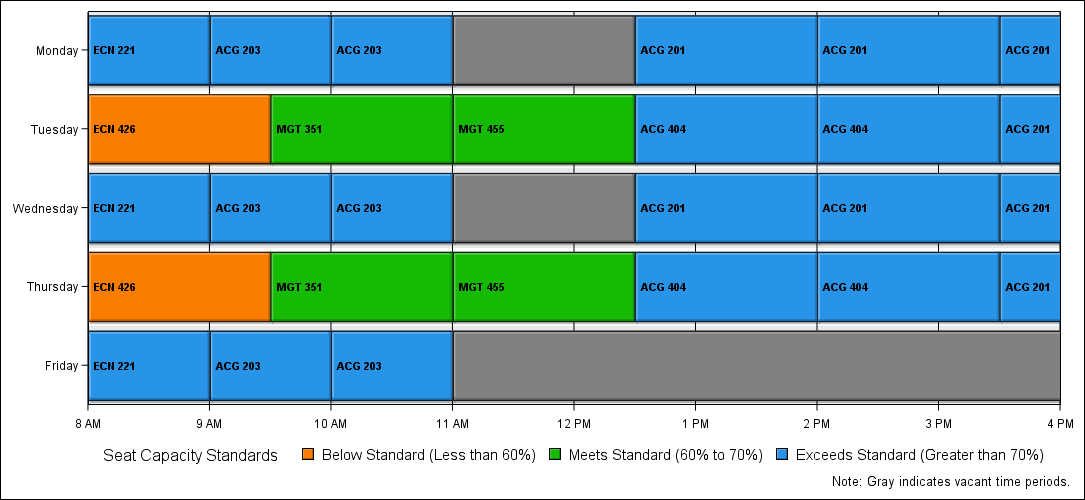 Monday ECN 221 ACG 203 ACG 203 ACG 201 ACG 201 ACG 201
Tuesday ECN 426 MGT 351 MGT 455 ACG 404 ACG 404 ACG 201
Wednesday ECN 221 ACG 203 ACG 203 ACG 201 ACG 201 ACG 201
Thursday ECN 426 MGT 351 MGT 455 ACG 404 ACG 404 ACG 201
Friday ECN 221 ACG 203 ACG 203
8 AM 9 AM 10 AM 11 AM 12 PM 1 PM 2 PM 3 PM 4 PM
Seat Capacity Standards Below Standard (Less than 60%) Meets Standard (60% to 70%) Exceeds Standard (Greater than 70%)
Note: Gray indicates vacant time periods.